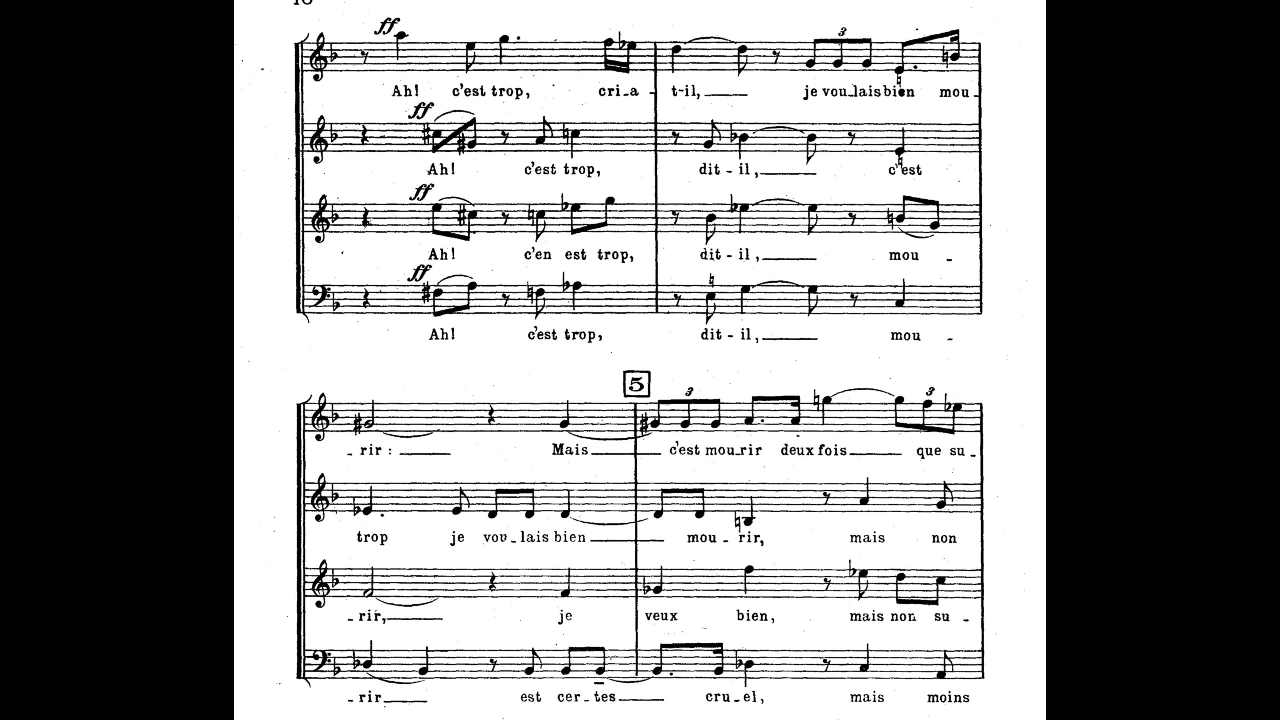 ff
3
Ah! c'est trop, cri-a-t-il, je vou-lais bien mou-
ff
Ah! c'est trop, dit-il, c'est
ff
Ah! c'en est trop, dit-il, mou-
ff
Ah! c'est trop, dit-il, mou-
5
3 3
-rir: Mais c'est mou-rir deux fois que su-
trop je vou-lais bien mou-rir, mais non
-rir, je veux bien, mais non su-
-rir est cer-tes cru-el, mais moins